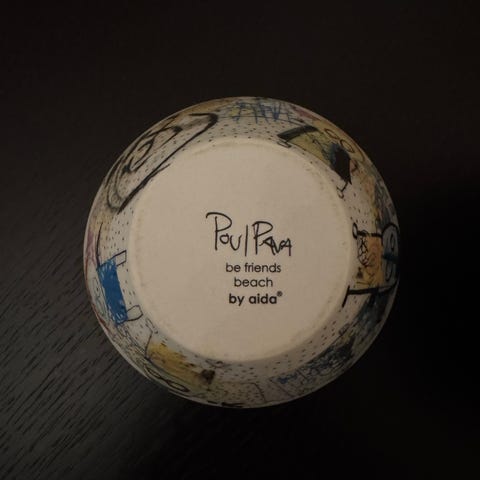 Poul Pava
be friends
beach
by aida®